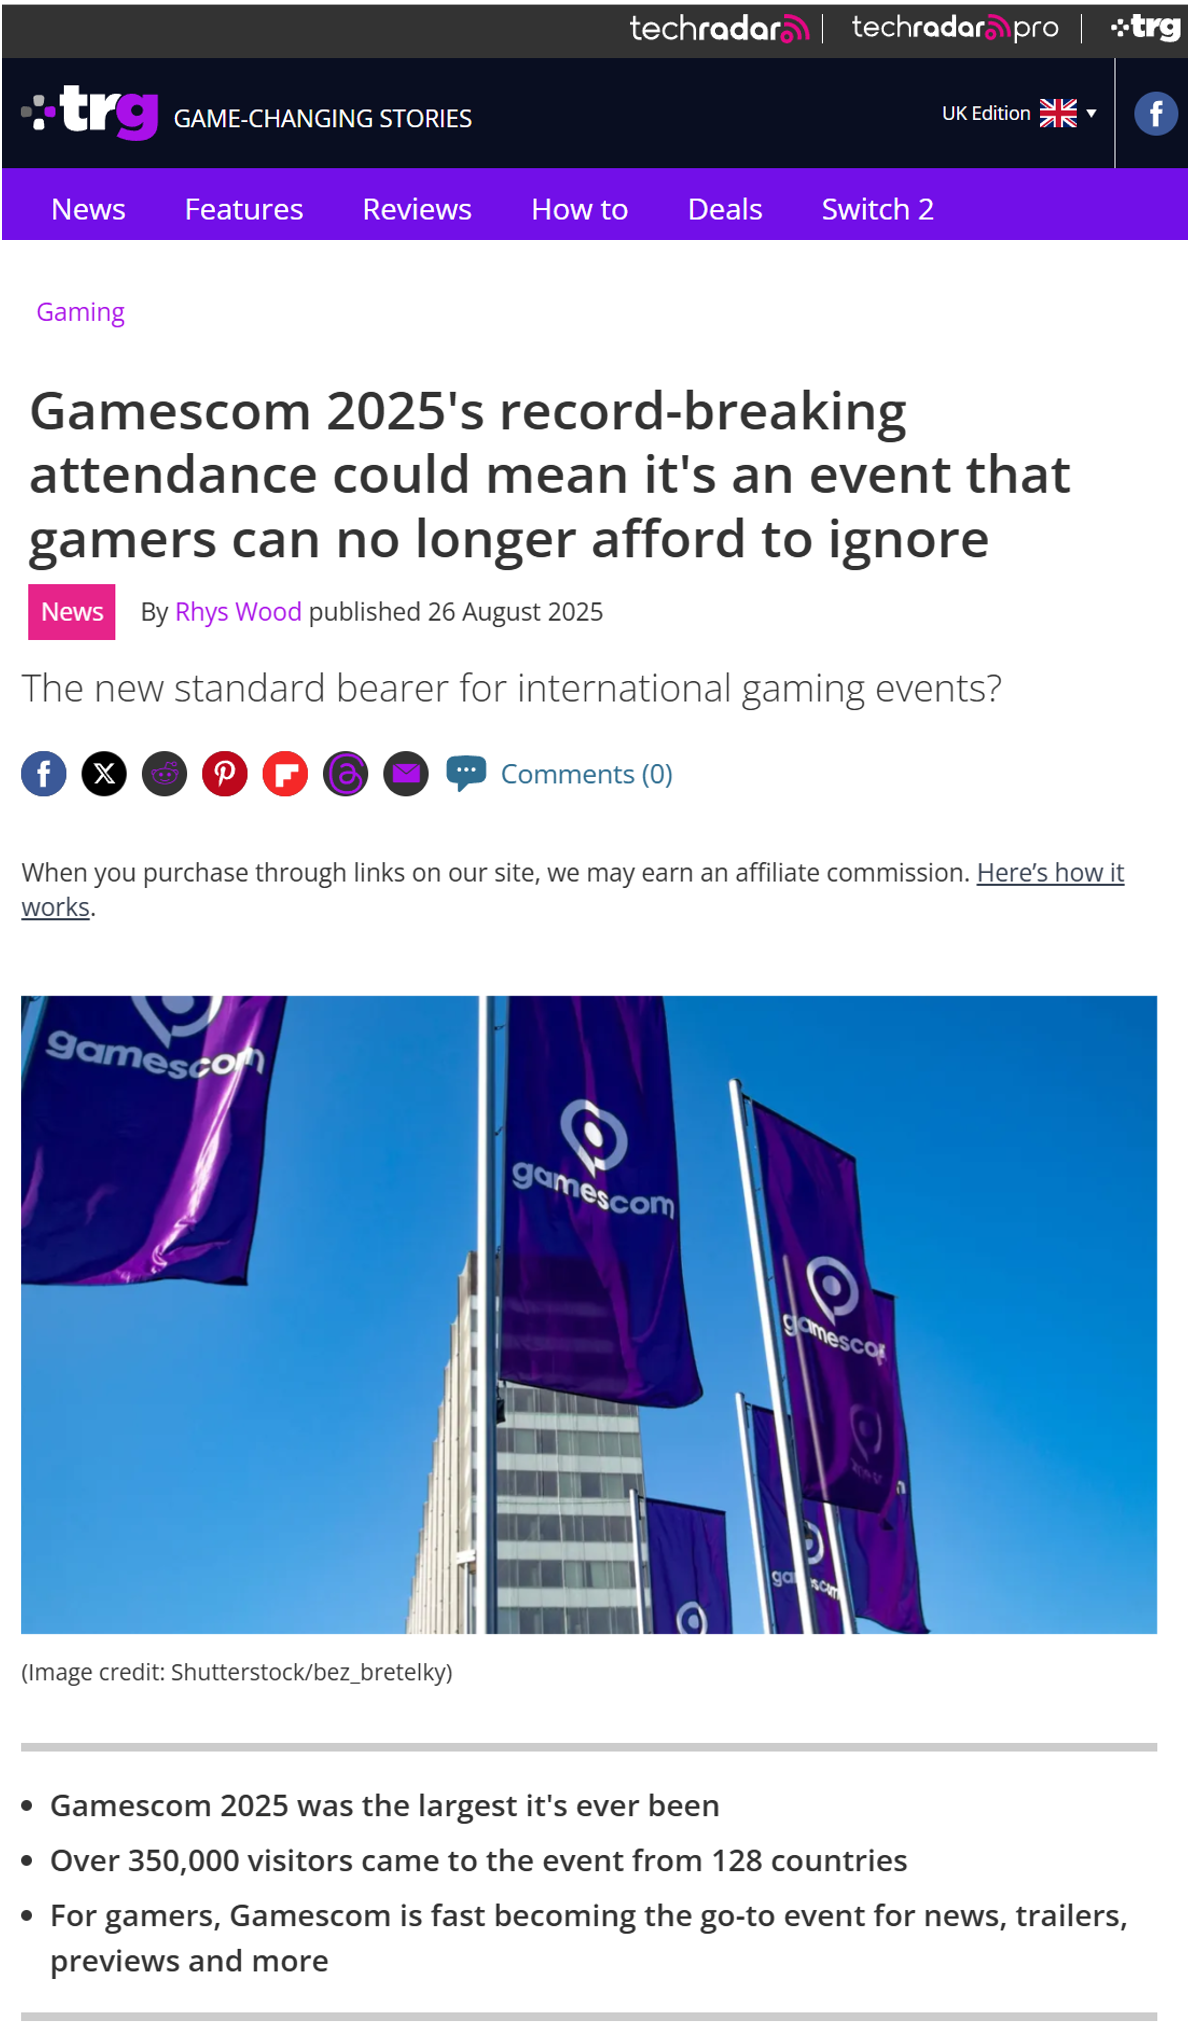 techradar techradar pro trg
trg GAME-CHANGING STORIES UK Edition
News Features Reviews How to Deals Switch 2
Gaming
Gamescom 2025's record-breaking
attendance could mean it's an event that
gamers can no longer afford to ignore
News By Rhys Wood published 26 August 2025
The new standard bearer for international gaming events?
Comments (0)
When you purchase through links on our site, we may earn an affiliate commission. Here’s how it
works.
gamescom
gamescom
gamescom
gamescom
(Image credit: Shutterstock/bez_bretelky)
• Gamescom 2025 was the largest it's ever been
• Over 350,000 visitors came to the event from 128 countries
• For gamers, Gamescom is fast becoming the go-to event for news, trailers,
previews and more